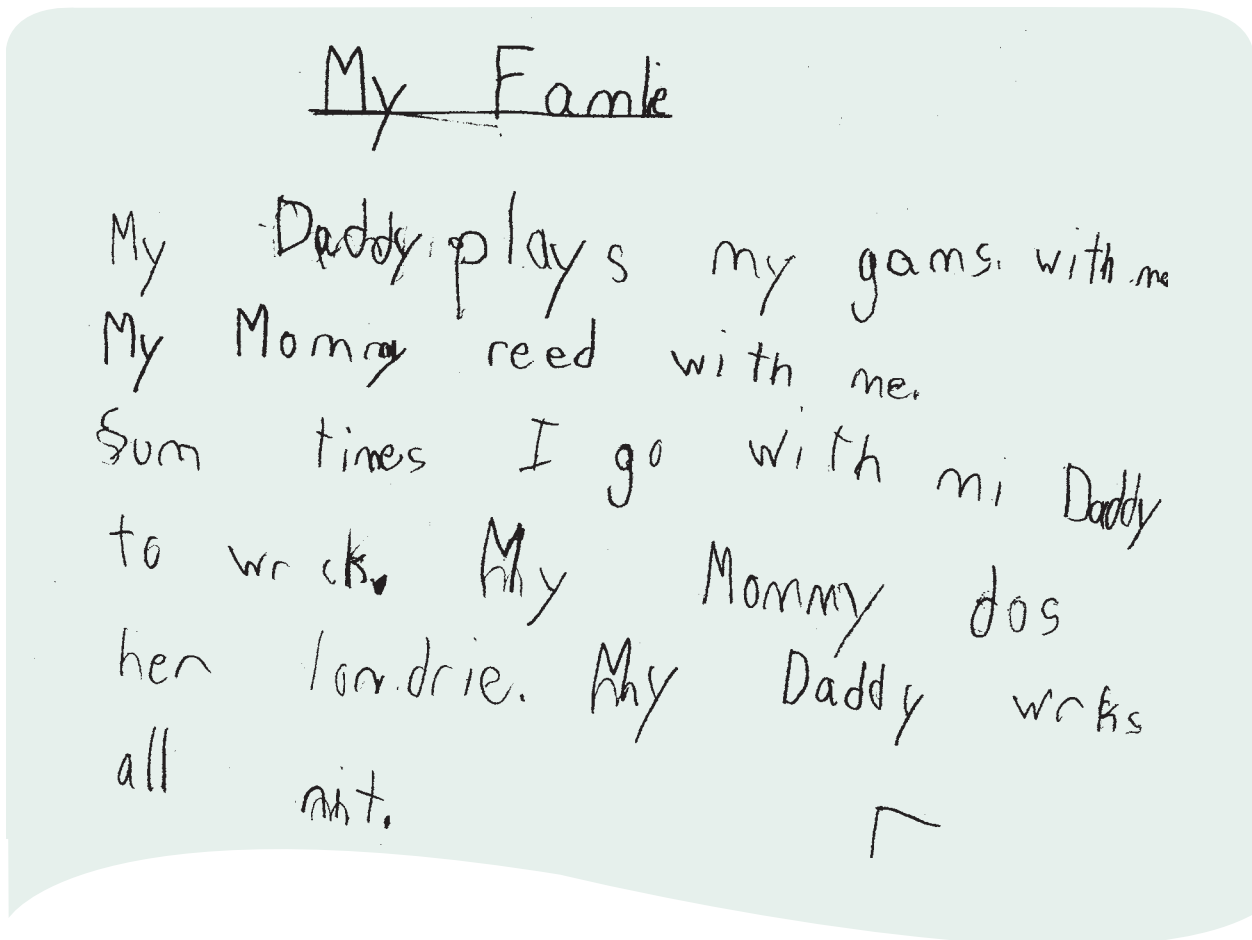 My Famle
My Daddy plays my gams. with me
My Mommy reed with me.
Sum times I go with mi Daddy
to wrck. My Mommy dos
her londrie. My Daddy wrks
all nit.